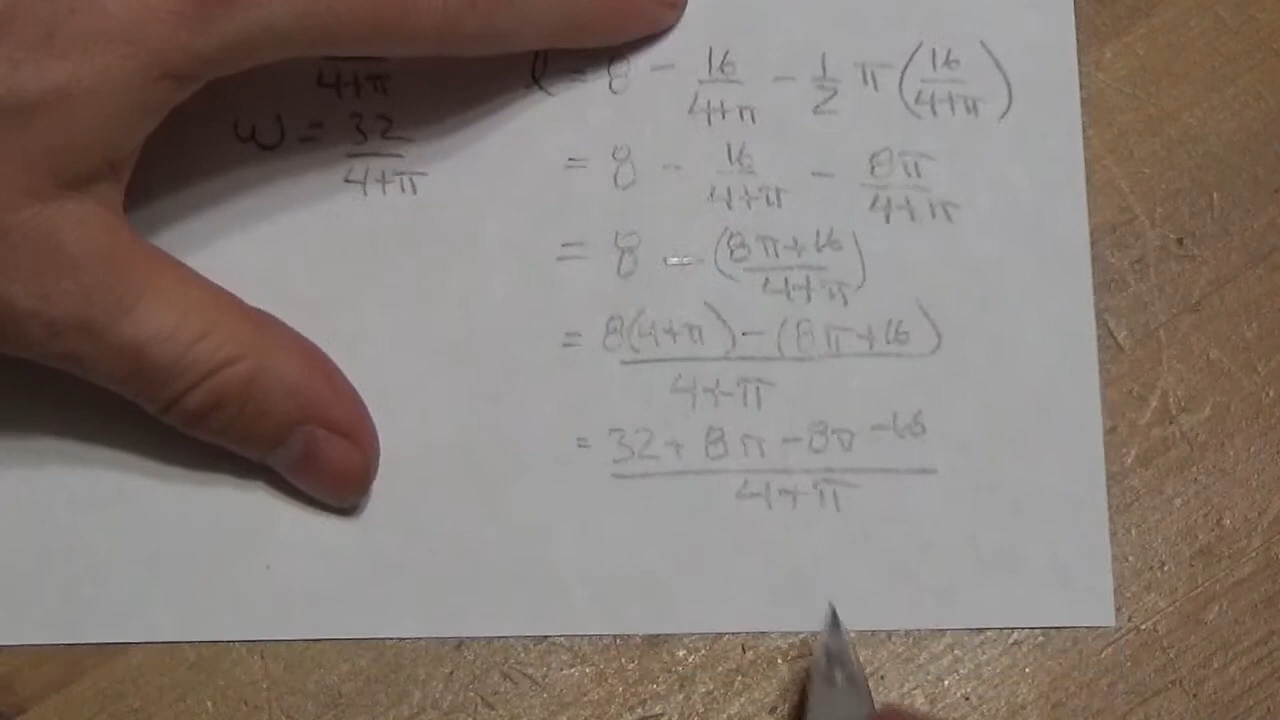 4+π
w = 32/4+π
l = 8 - 16/4+π - 1/2 π (16/4+π)
= 8 - 16/4+π - 8π/4+π
= 8 - (8π+16/4+π)
= 8(4+π) - (8π+16)/4+π
= 32 + 8π - 8π - 16/4+π